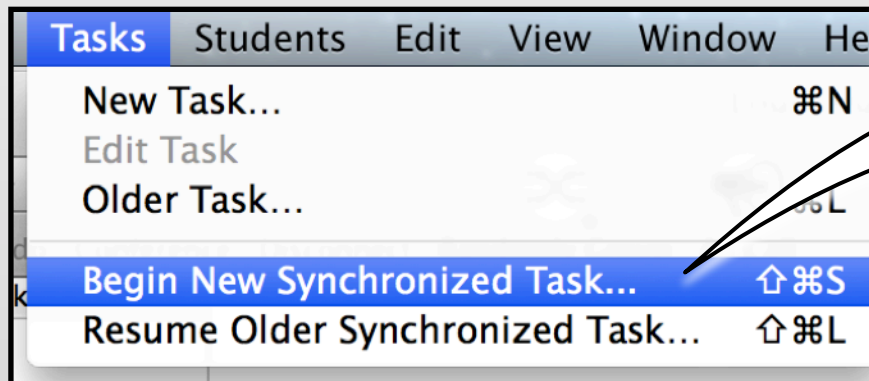 Tasks Students Edit View Window He
New Task... ⌘N
Edit Task
Older Task... ⌘L
Begin New Synchronized Task... ⇧⌘S
Resume Older Synchronized Task... ⇧⌘L